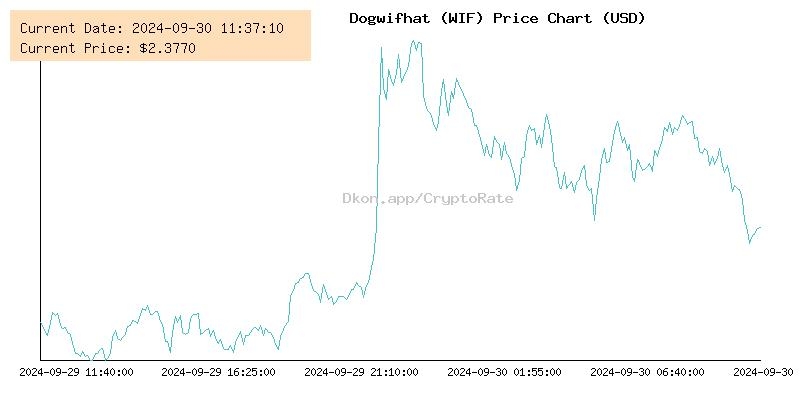 Dogwifhat (WIF) Price Chart (USD)
Current Date: 2024-09-30 11:37:10
Current Price: $2.3770
Dkon.app/CryptoRate
2024-09-29 11:40:00 2024-09-29 16:25:00 2024-09-29 21:10:00 2024-09-30 01:55:00 2024-09-30 06:40:00 2024-09-30